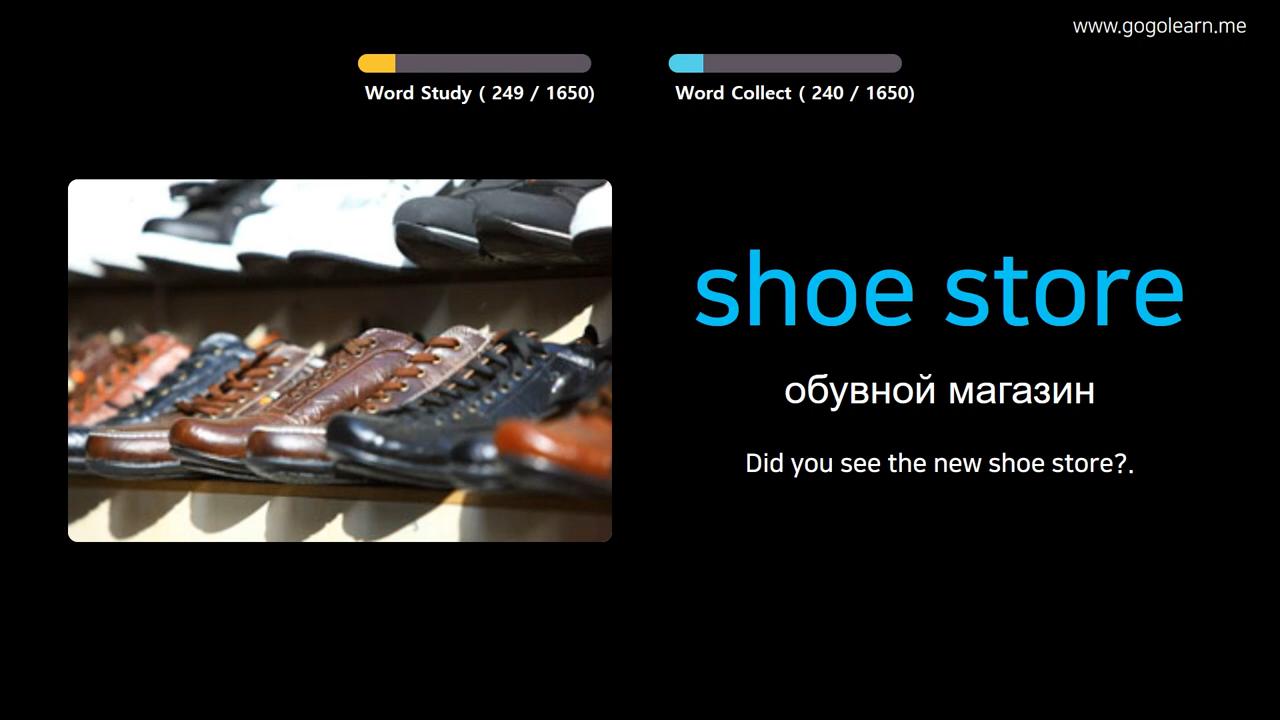 www.gogolearn.me
Word Study ( 249 / 1650)
Word Collect ( 240 / 1650)
shoe store
обувной магазин
Did you see the new shoe store?.